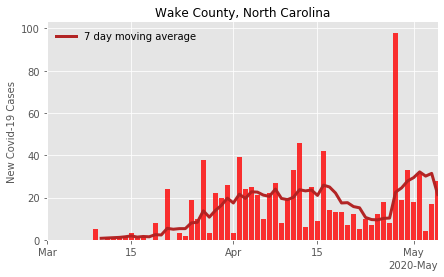 Wake County, North Carolina
7 day moving average
New Covid-19 Cases
100
80
60
40
20
0
Mar 15 Apr 15 May
2020-May